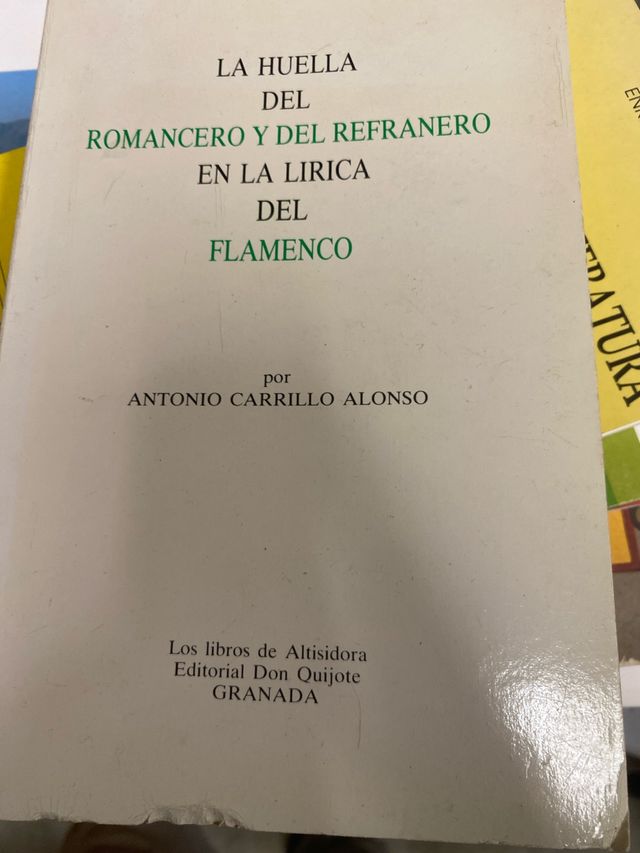 LA HUELLA
DEL
ROMANCERO Y DEL REFRANERO
EN LA LIRICA
DEL
FLAMENCO
por
ANTONIO CARRILLO ALONSO
Los libros de Altisidora
Editorial Don Quijote
GRANADA